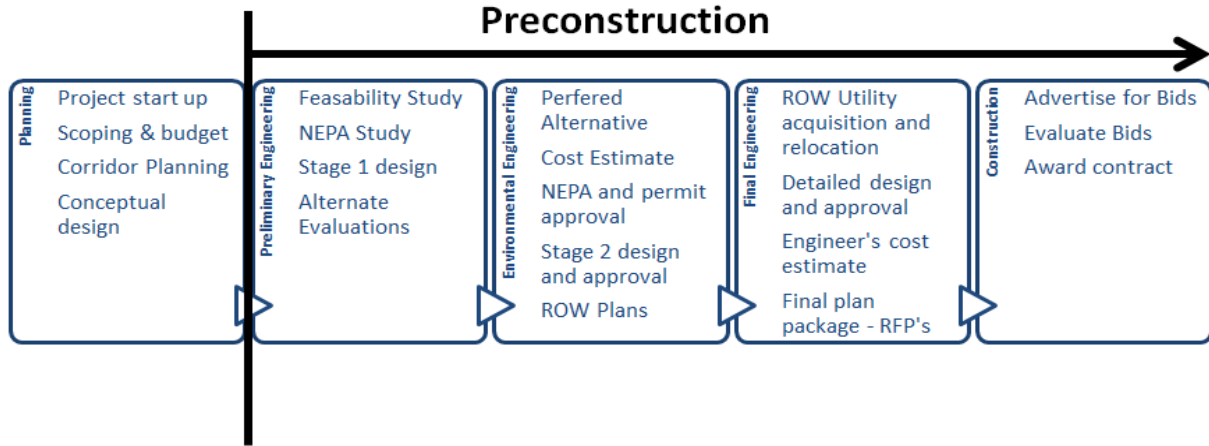 Preconstruction
Planning
Project start up
Scoping & budget
Corridor Planning
Conceptual
design
Preliminary Engineering
Feasability Study
NEPA Study
Stage 1 design
Alternate
Evaluations
Environmental Engineering
Perfered
Alternative
Cost Estimate
NEPA and permit
approval
Stage 2 design
and approval
ROW Plans
Final Engineering
ROW Utility
acquisition and
relocation
Detailed design
and approval
Engineer's cost
estimate
Final plan
package - RFP's
Construction
Advertise for Bids
Evaluate Bids
Award contract